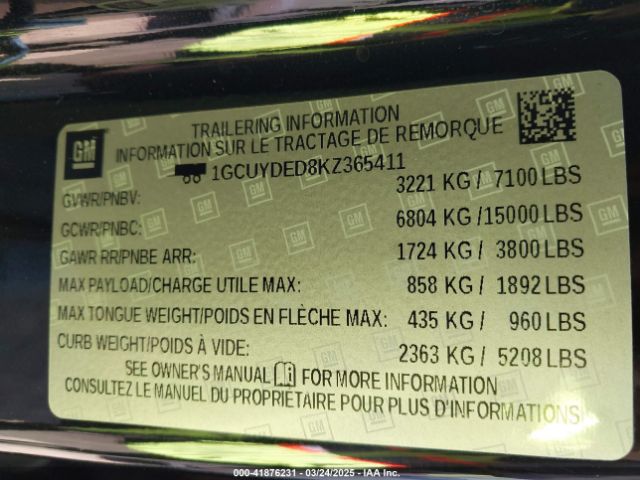 GM
TRAILERING INFORMATION
INFORMATION SUR LE TRACTAGE DE REMORQUE
1GCUYDED8KZ365411
GVWR/PNBV: 3221 KG / 7100 LBS
GCWR/PNBC: 6804 KG / 15000 LBS
GAWR RR/PNBE ARR: 1724 KG / 3800 LBS
MAX PAYLOAD/CHARGE UTILE MAX: 858 KG / 1892 LBS
MAX TONGUE WEIGHT/POIDS EN FLÈCHE MAX: 435 KG / 960 LBS
CURB WEIGHT/POIDS À VIDE: 2363 KG / 5208 LBS
SEE OWNER'S MANUAL FOR MORE INFORMATION
CONSULTEZ LE MANUEL DU PROPRIETAIRE POUR PLUS D'INFORMATIONS
000-41876231 - 03/24/2025 - IAA Inc.